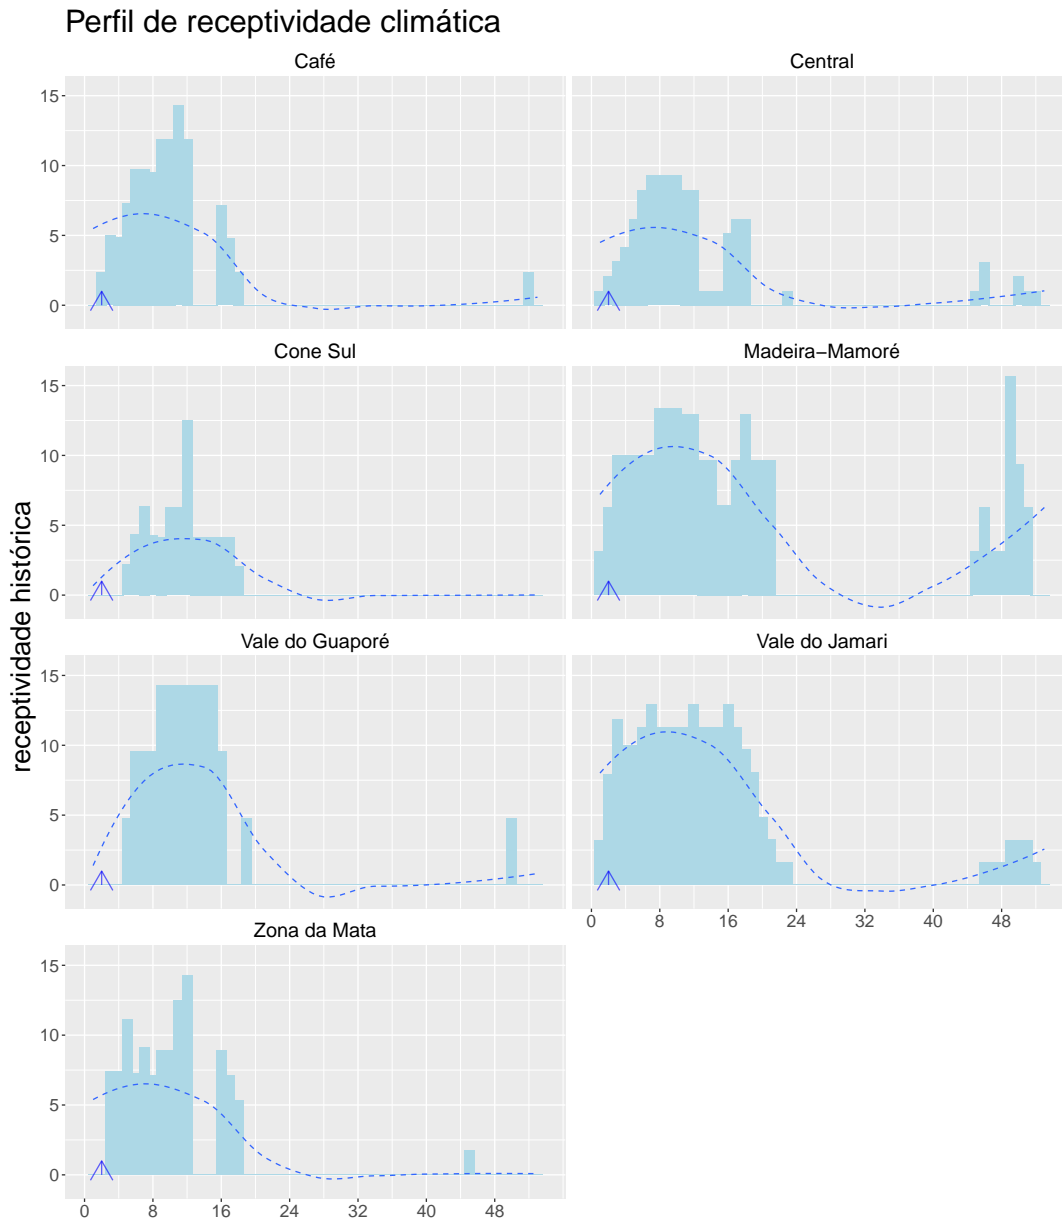 Perfil de receptividade climática
Café
Central
15
10
5
0
Cone Sul
Madeira−Mamoré
15
10
5
0
receptividade histórica
Vale do Guaporé
Vale do Jamari
15
10
5
0
0 8 16 24 32 40 48
Zona da Mata
15
10
5
0
0 8 16 24 32 40 48